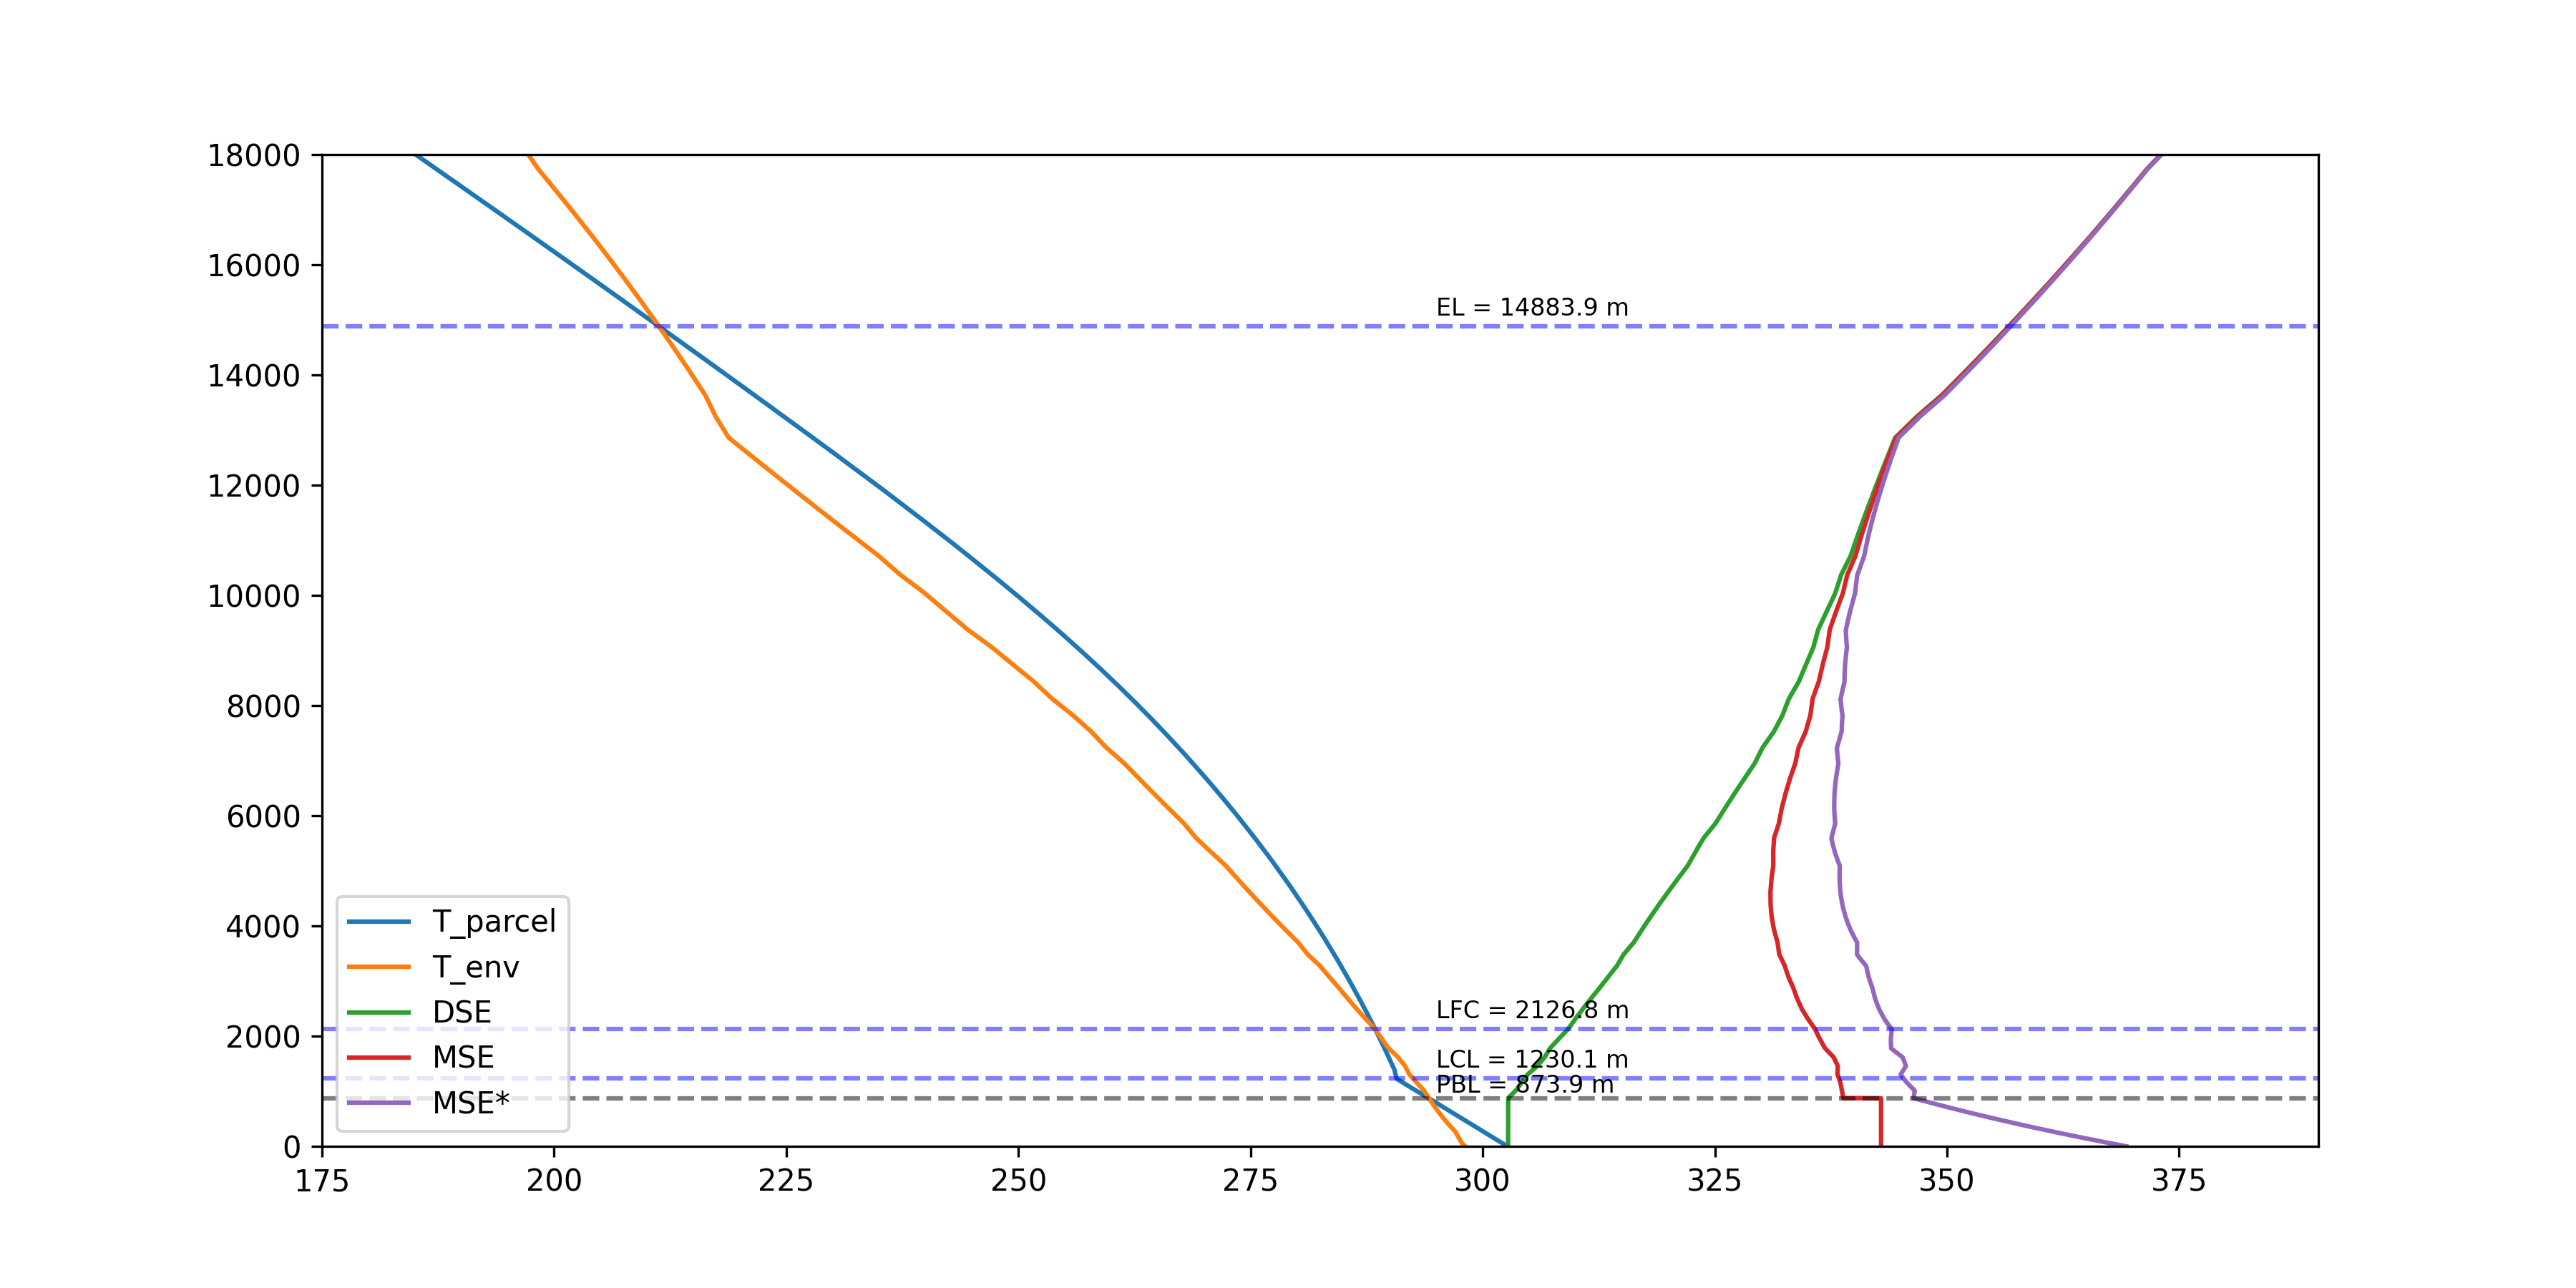 18000
16000
14000
12000
10000
8000
6000
4000
2000
0
EL = 14883.9 m
LFC = 2126.8 m
LCL = 1230.1 m
PBL = 873.9 m
T_parcel
T_env
DSE
MSE
MSE*
175 200 225 250 275 300 325 350 375